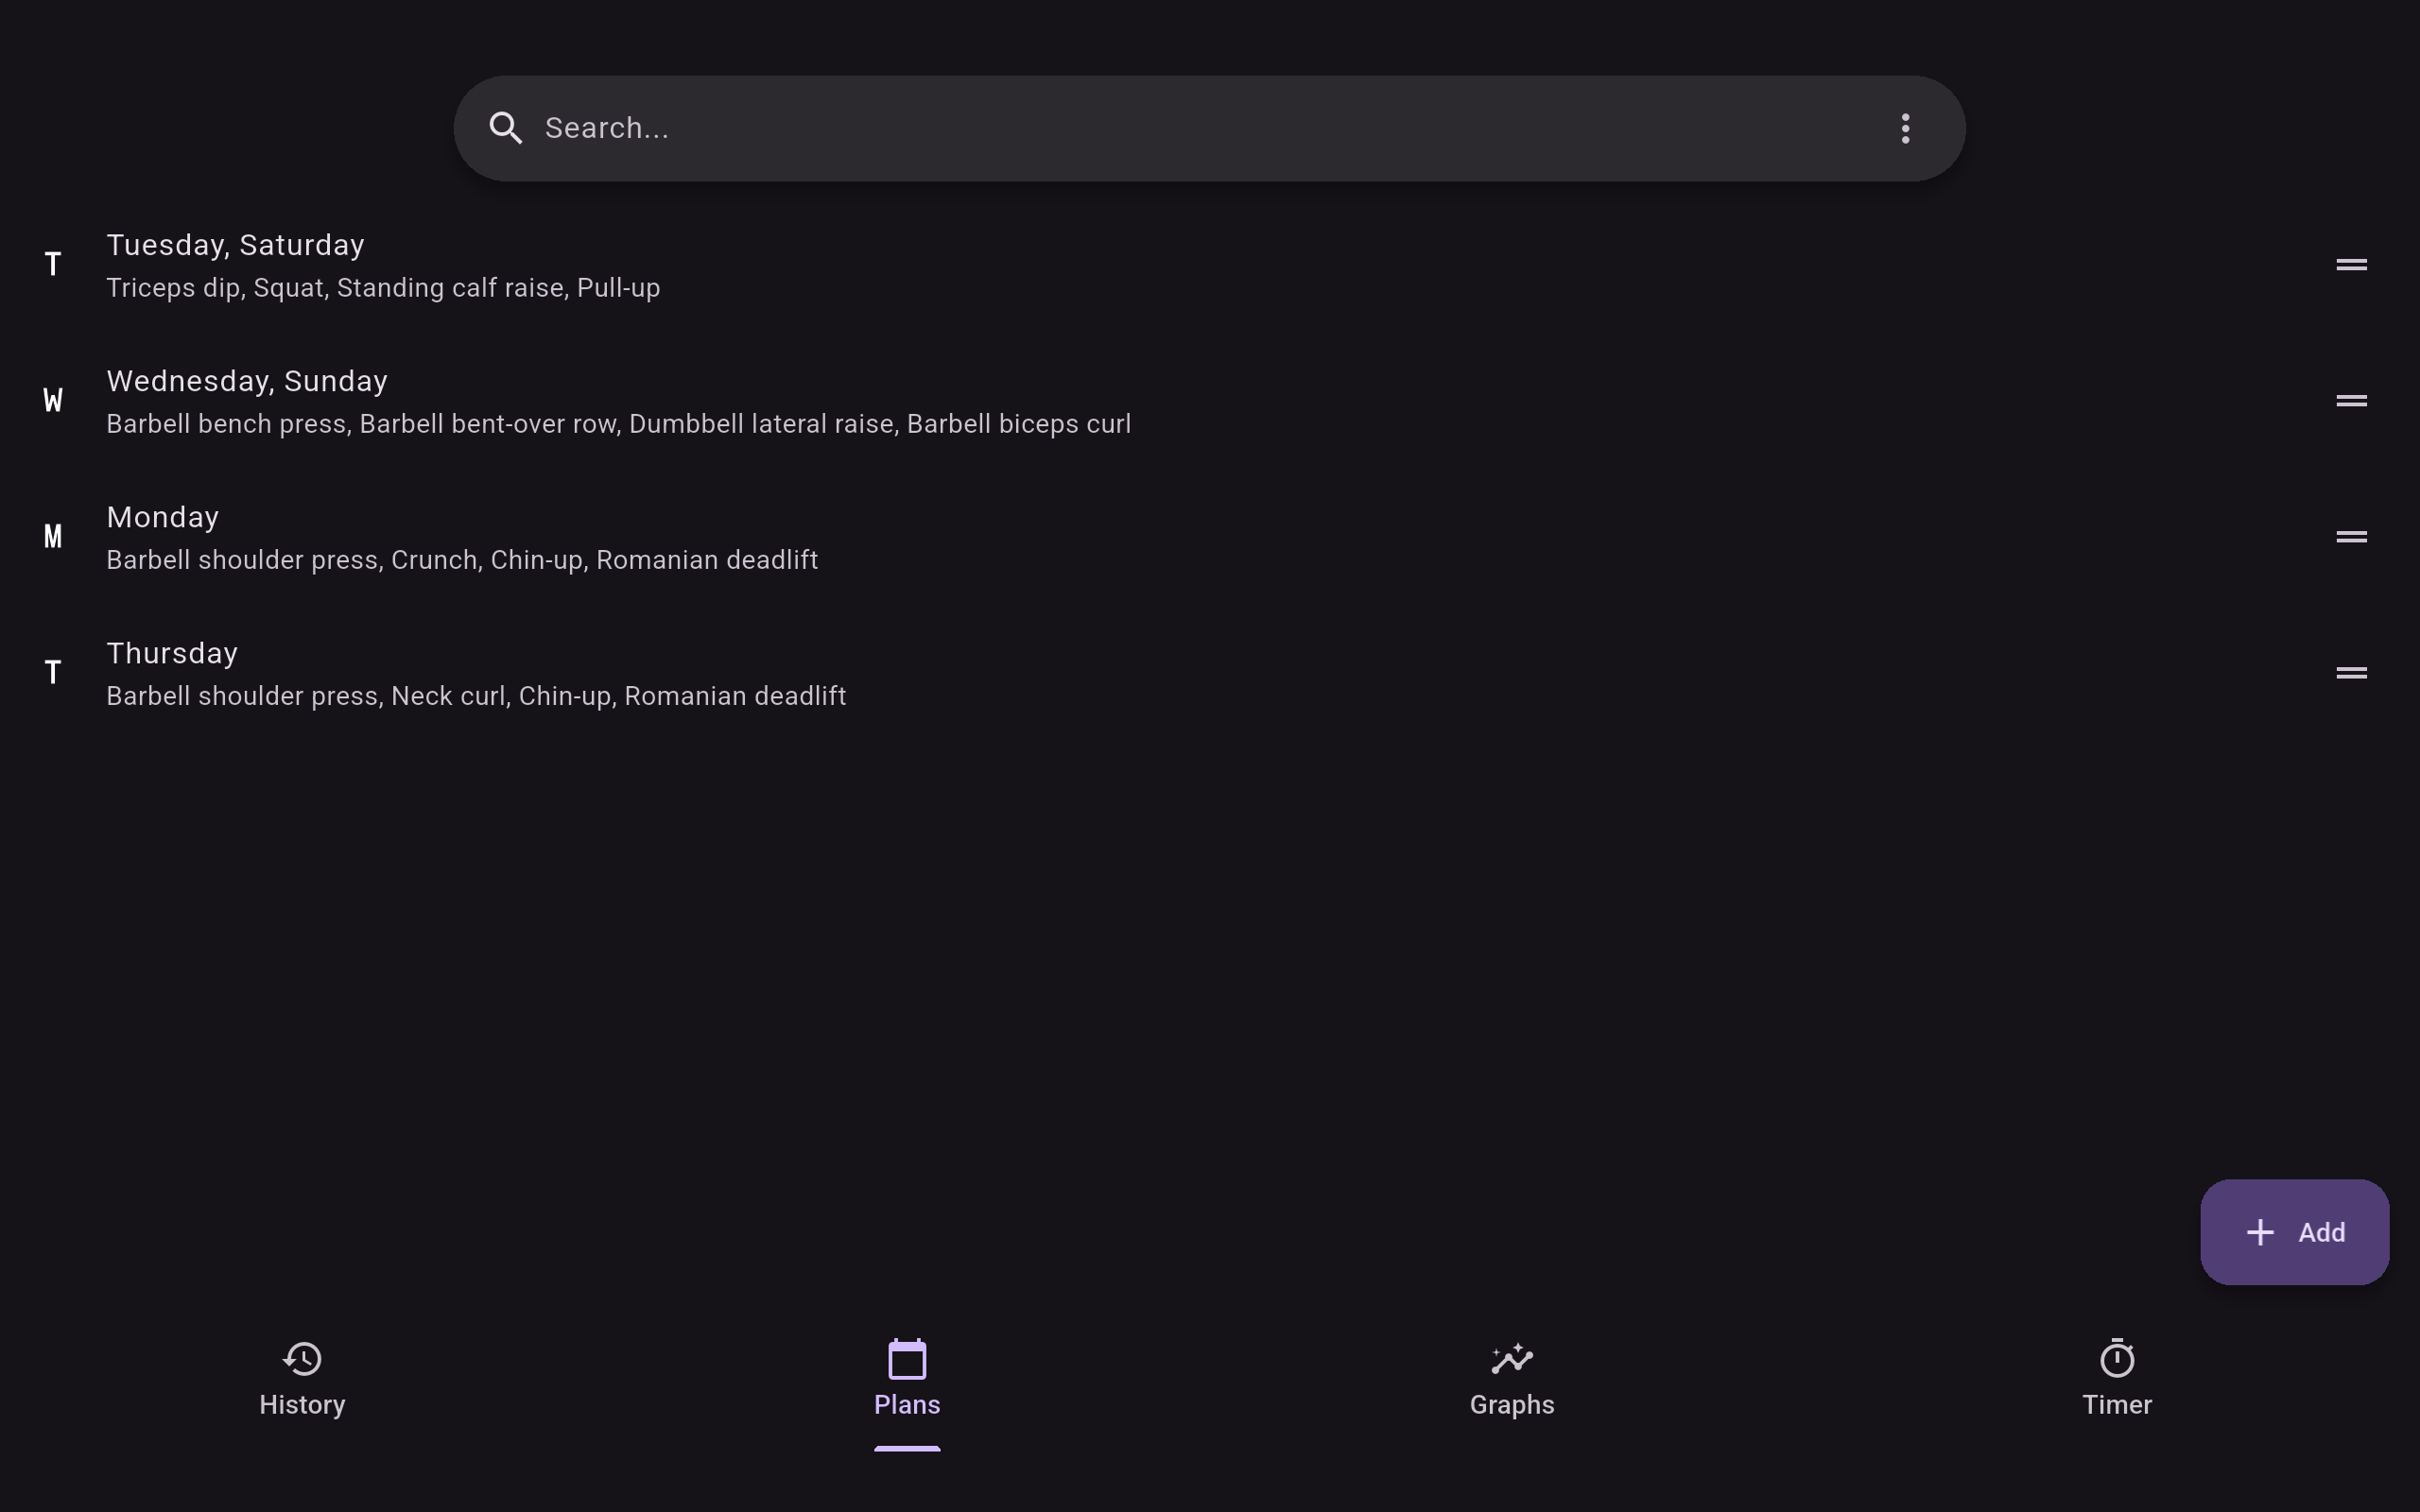 Search...
T
Tuesday, Saturday
Triceps dip, Squat, Standing calf raise, Pull-up
W
Wednesday, Sunday
Barbell bench press, Barbell bent-over row, Dumbbell lateral raise, Barbell biceps curl
M
Monday
Barbell shoulder press, Crunch, Chin-up, Romanian deadlift
T
Thursday
Barbell shoulder press, Neck curl, Chin-up, Romanian deadlift
Add
History
Plans
Graphs
Timer